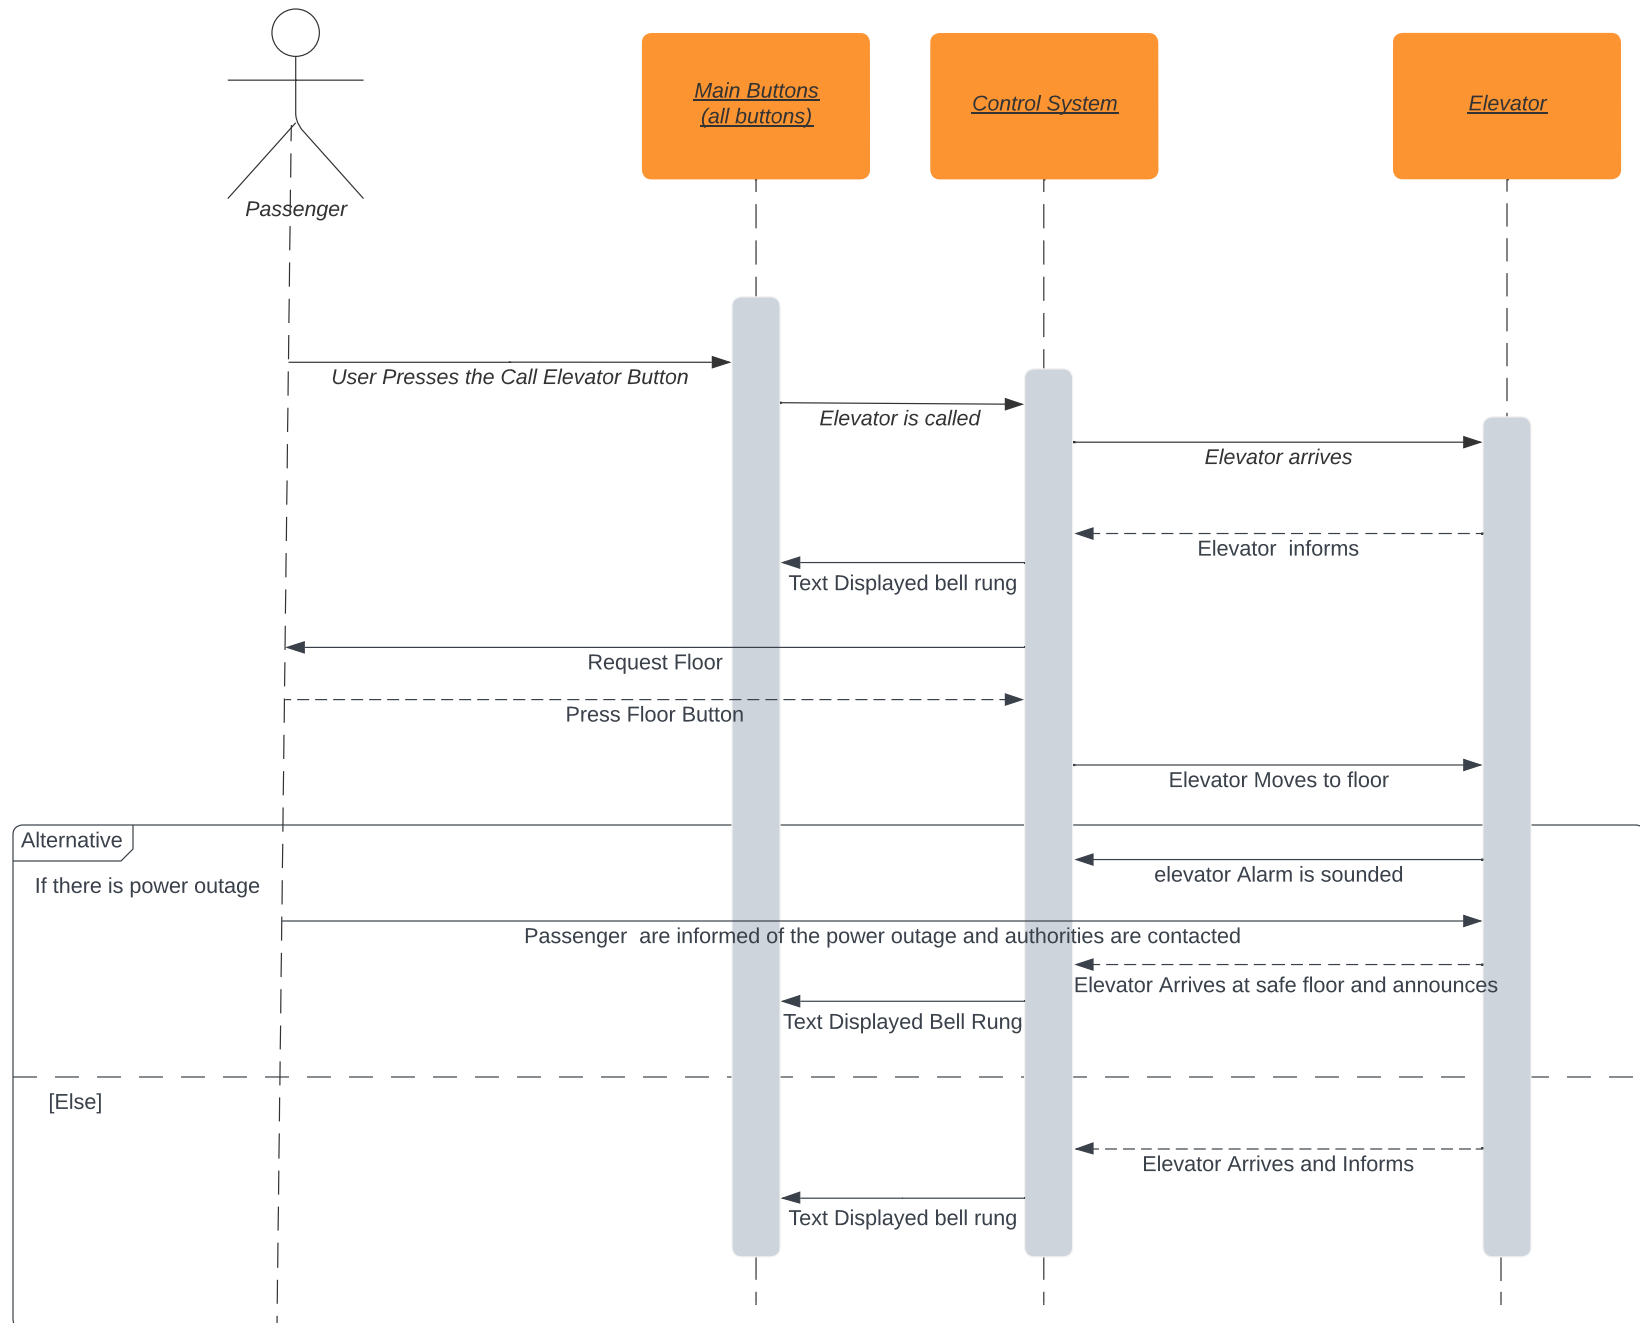 Main Buttons
(all buttons)
Control System
Elevator
Passenger
User Presses the Call Elevator Button
Elevator is called
Elevator arrives
Elevator  informs
Text Displayed bell rung
Request Floor
Press Floor Button
Elevator Moves to floor
Alternative
elevator Alarm is sounded
If there is power outage
Passenger  are informed of the power outage and authorities are contacted
Elevator Arrives at safe floor and announces
Text Displayed Bell Rung
[Else]
Elevator Arrives and Informs
Text Displayed bell rung